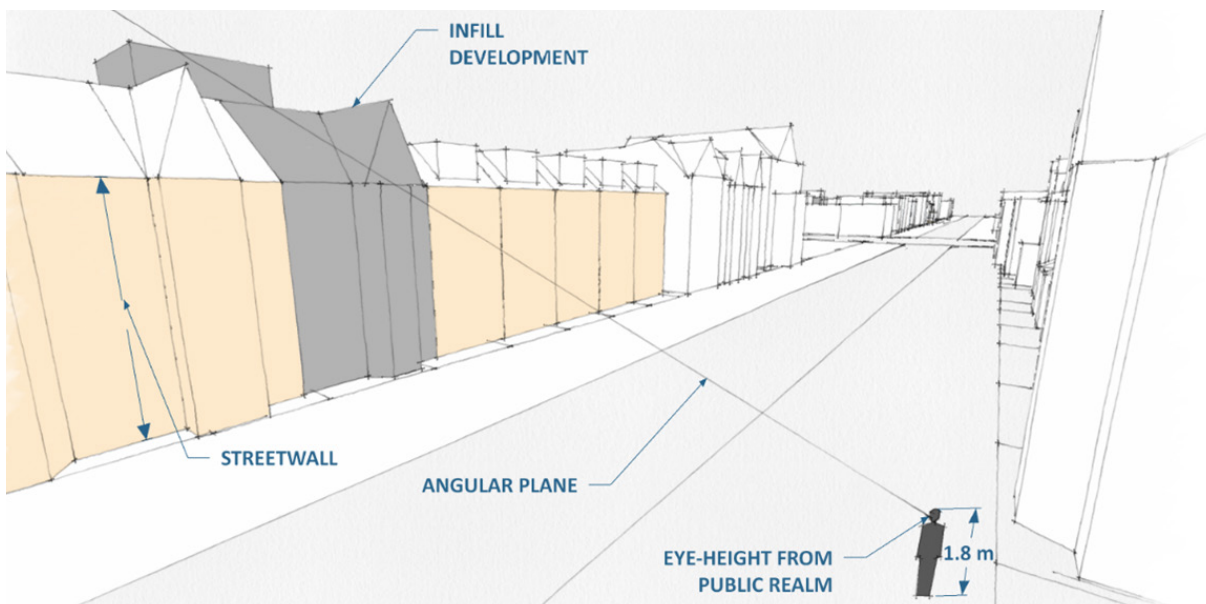 INFILL
DEVELOPMENT
STREETWALL
ANGULAR PLANE
EYE-HEIGHT FROM
PUBLIC REALM
1.8 m